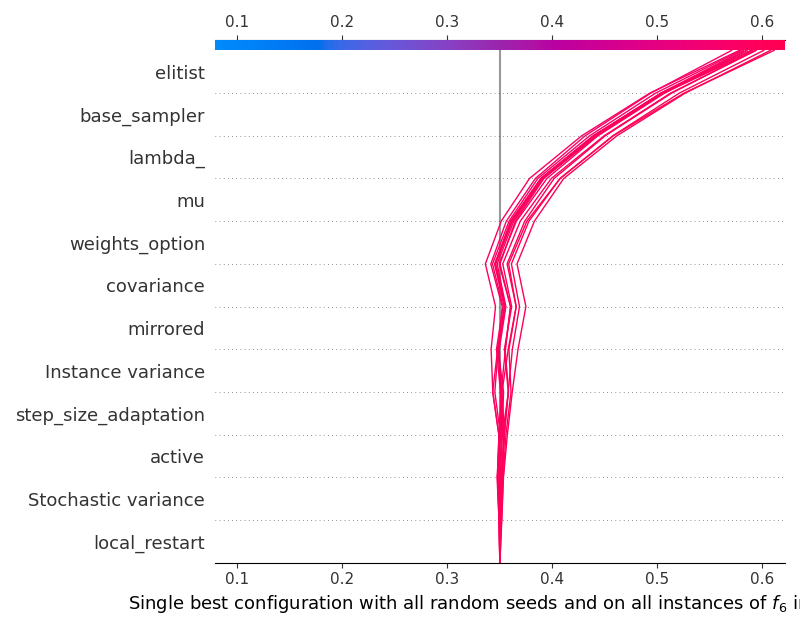 0.1 0.2 0.3 0.4 0.5 0.6
elitist
base_sampler
lambda_
mu
weights_option
covariance
mirrored
Instance variance
step_size_adaptation
active
Stochastic variance
local_restart
0.1 0.2 0.3 0.4 0.5 0.6
Single best configuration with all random seeds and on all instances of f₆ i